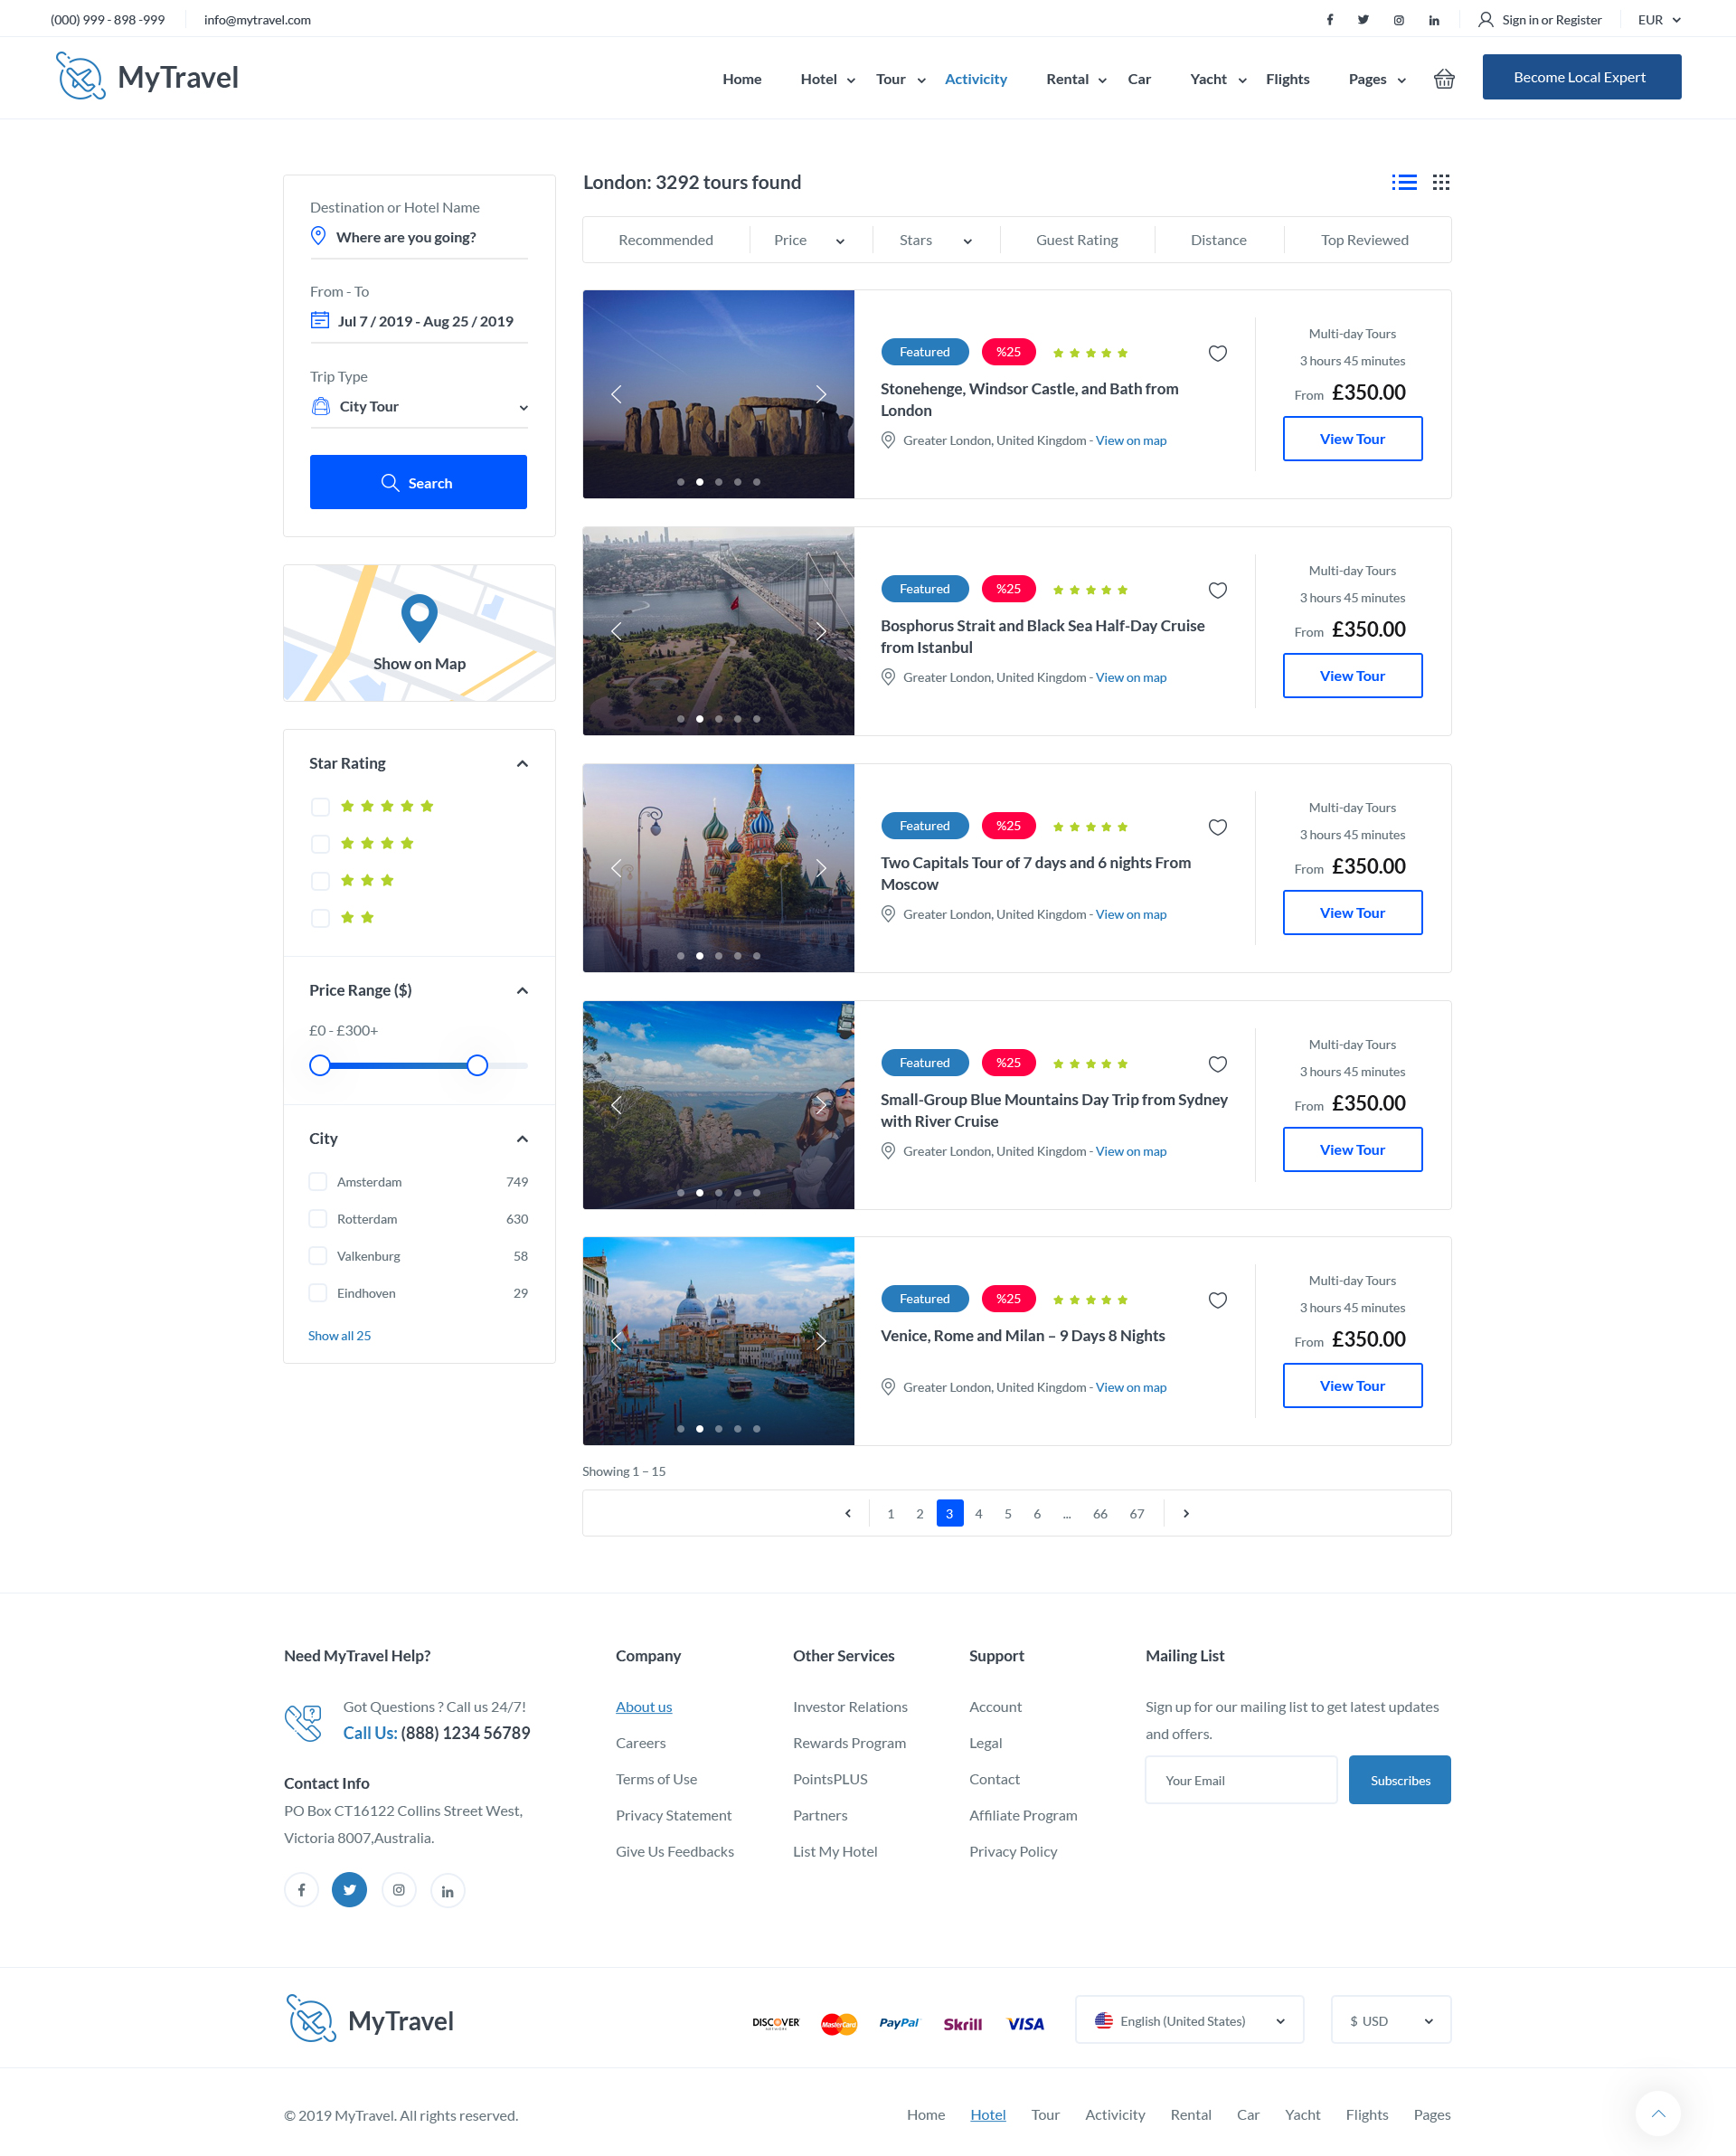 (000) 999 - 898 -999 info@mytravel.com Sign in or Register EUR
MyTravel Home Hotel Tour Activicity Rental Car Yacht Flights Pages Become Local Expert
Destination or Hotel Name
Where are you going?
From - To
Jul 7 / 2019 - Aug 25 / 2019
Trip Type
City Tour
Search
Show on Map
Star Rating
Price Range ($)
£0 - £300+
City
Amsterdam 749
Rotterdam 630
Valkenburg 58
Eindhoven 29
Show all 25
London: 3292 tours found
Recommended Price Stars Guest Rating Distance Top Reviewed
Featured %25
Stonehenge, Windsor Castle, and Bath from
London
Greater London, United Kingdom - View on map
Multi-day Tours
3 hours 45 minutes
From £350.00
View Tour
Featured %25
Bosphorus Strait and Black Sea Half-Day Cruise
from Istanbul
Greater London, United Kingdom - View on map
Multi-day Tours
3 hours 45 minutes
From £350.00
View Tour
Featured %25
Two Capitals Tour of 7 days and 6 nights From
Moscow
Greater London, United Kingdom - View on map
Multi-day Tours
3 hours 45 minutes
From £350.00
View Tour
Featured %25
Small-Group Blue Mountains Day Trip from Sydney
with River Cruise
Greater London, United Kingdom - View on map
Multi-day Tours
3 hours 45 minutes
From £350.00
View Tour
Featured %25
Venice, Rome and Milan – 9 Days 8 Nights
Greater London, United Kingdom - View on map
Multi-day Tours
3 hours 45 minutes
From £350.00
View Tour
Showing 1 – 15
1 2 3 4 5 6 ... 66 67
Need MyTravel Help?
Got Questions ? Call us 24/7!
Call Us: (888) 1234 56789
Contact Info
PO Box CT16122 Collins Street West,
Victoria 8007,Australia.
Company
About us
Careers
Terms of Use
Privacy Statement
Give Us Feedbacks
Other Services
Investor Relations
Rewards Program
PointsPLUS
Partners
List My Hotel
Support
Account
Legal
Contact
Affiliate Program
Privacy Policy
Mailing List
Sign up for our mailing list to get latest updates
and offers.
Your Email Subscribes
MyTravel DISCOVER NETWORK MasterCard PayPal Skrill VISA English (United States) $ USD
© 2019 MyTravel. All rights reserved. Home Hotel Tour Activicity Rental Car Yacht Flights Pages